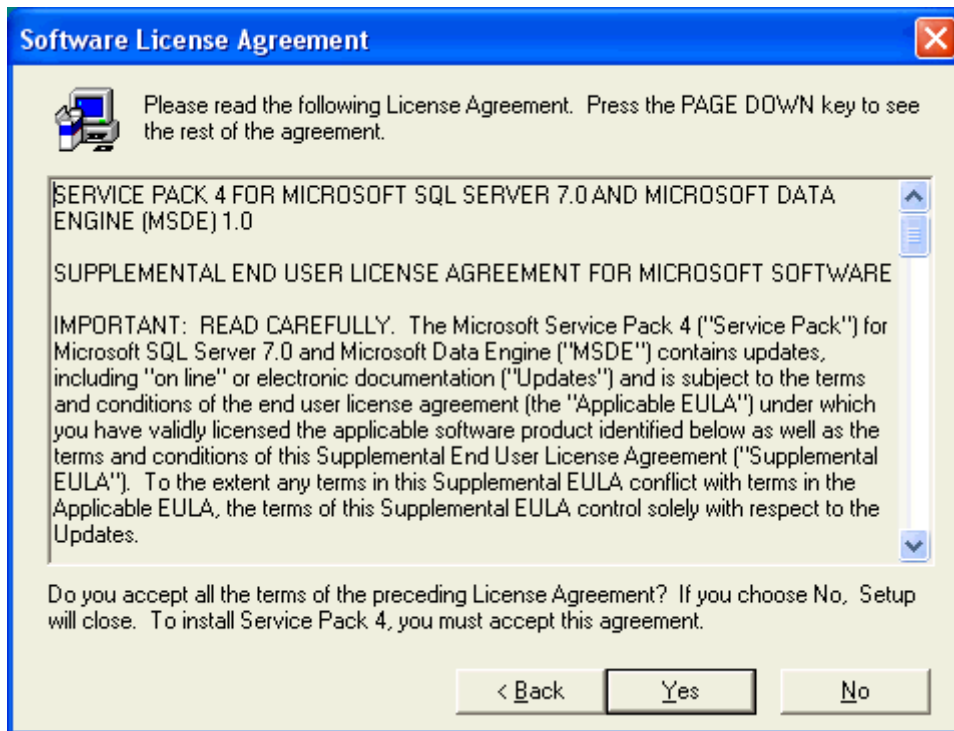 Software License Agreement
Please read the following License Agreement.  Press the PAGE DOWN key to see
the rest of the agreement.
SERVICE PACK 4 FOR MICROSOFT SQL SERVER 7.0 AND MICROSOFT DATA
ENGINE (MSDE) 1.0
SUPPLEMENTAL END USER LICENSE AGREEMENT FOR MICROSOFT SOFTWARE
IMPORTANT:  READ CAREFULLY.  The Microsoft Service Pack 4 ("Service Pack") for
Microsoft SQL Server 7.0 and Microsoft Data Engine ("MSDE") contains updates,
including "on line" or electronic documentation ("Updates") and is subject to the terms
and conditions of the end user license agreement (the "Applicable EULA") under which
you have validly licensed the applicable software product identified below as well as the
terms and conditions of this Supplemental End User License Agreement ("Supplemental
EULA").  To the extent any terms in this Supplemental EULA conflict with terms in the
Applicable EULA, the terms of this Supplemental EULA control solely with respect to the
Updates.
Do you accept all the terms of the preceding License Agreement?  If you choose No,  Setup
will close.  To install Service Pack 4, you must accept this agreement.
< Back
Yes
No